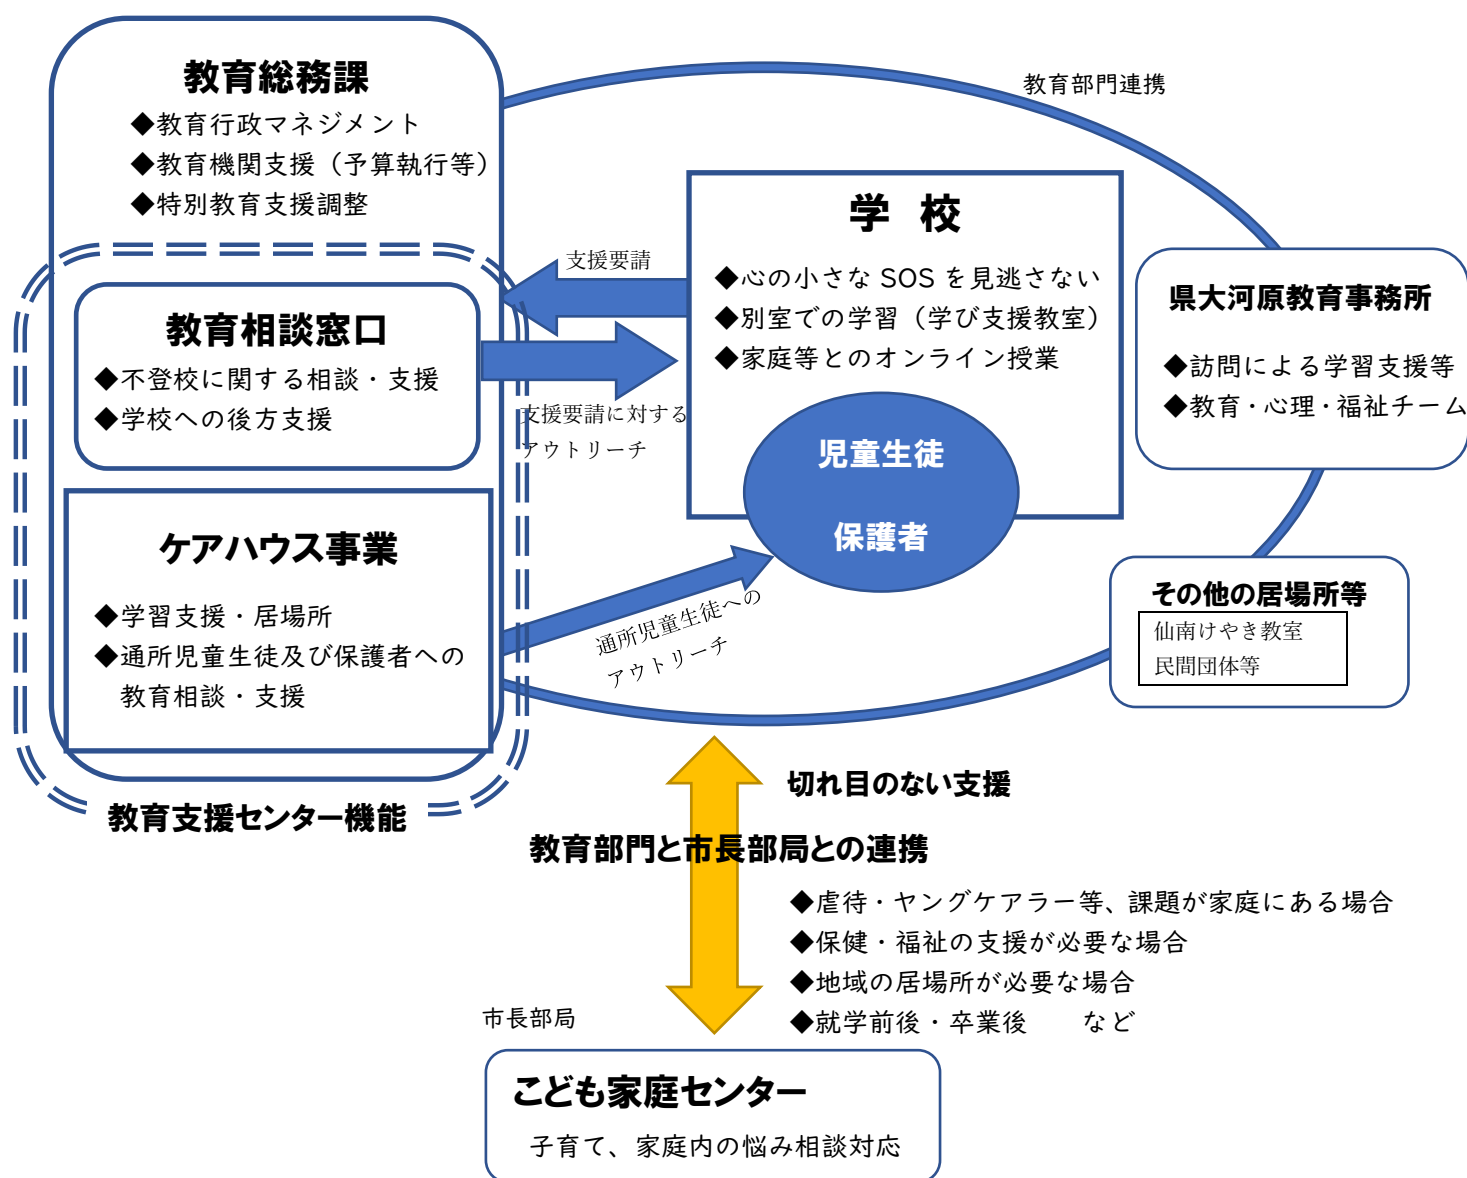 教育総務課
◆教育行政マネジメント
◆教育機関支援（予算執行等）
◆特別教育支援調整
教育相談窓口
◆不登校に関する相談・支援
◆学校への後方支援
ケアハウス事業
◆学習支援・居場所
◆通所児童生徒及び保護者への
教育相談・支援
教育支援センター機能
支援要請
支援要請に対する
アウトリーチ
通所児童生徒への
アウトリーチ
学 校
◆心の小さな SOS を見逃さない
◆別室での学習（学び支援教室）
◆家庭等とのオンライン授業
児童生徒
保護者
教育部門連携
県大河原教育事務所
◆訪問による学習支援等
◆教育・心理・福祉チーム
その他の居場所等
仙南けやき教室
民間団体等
切れ目のない支援
教育部門と市長部局との連携
◆虐待・ヤングケアラー等、課題が家庭にある場合
◆保健・福祉の支援が必要な場合
◆地域の居場所が必要な場合
◆就学前後・卒業後　　など
市長部局
こども家庭センター
子育て、家庭内の悩み相談対応